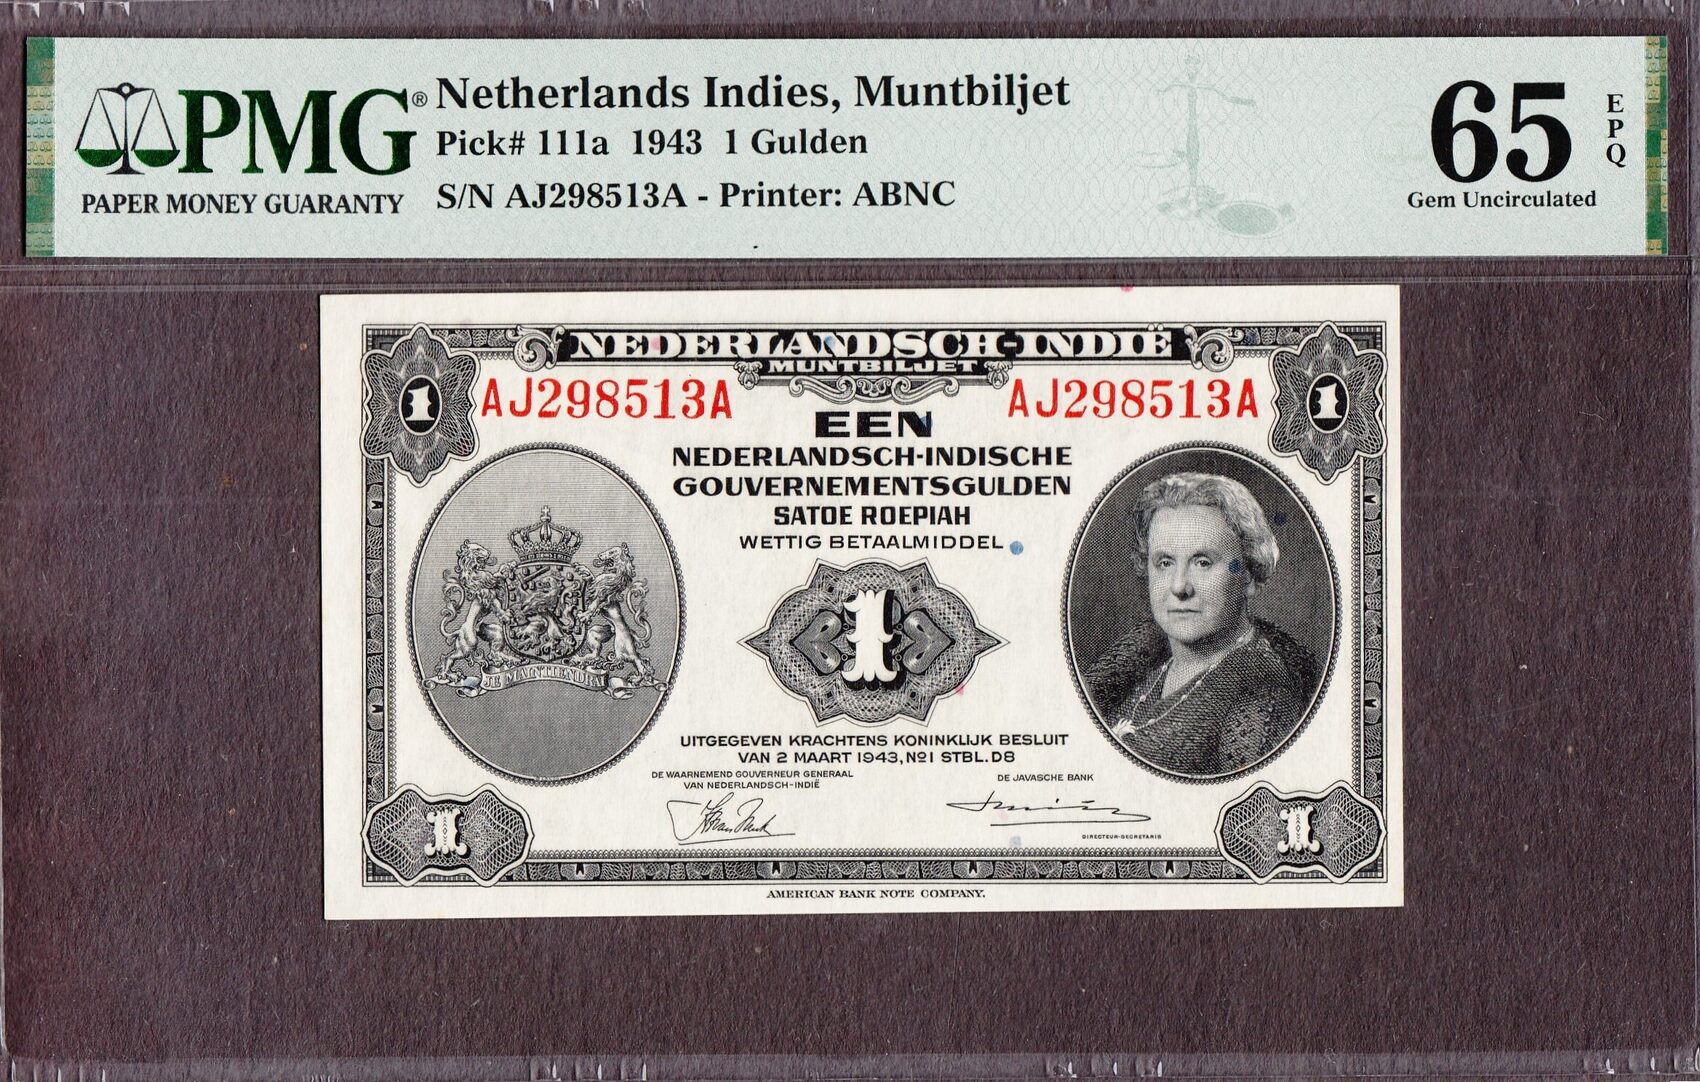 PMG®
PAPER MONEY GUARANTY
Netherlands Indies, Muntbiljet
Pick# 111a 1943 1 Gulden
S/N AJ298513A - Printer: ABNC
65
EPQ
Gem Uncirculated
NEDERLANDSCH-INDIË
MUNTBILJET
1
1
AJ298513A
AJ298513A
EEN
NEDERLANDSCH-INDISCHE
GOUVERNEMENTSGULDEN
SATOE ROEPIAH
WETTIG BETAALMIDDEL
1
JE MAINTIENDRAI
UITGEGEVEN KRACHTENS KONINKLIJK BESLUIT
VAN 2 MAART 1943, Nº1 STBL. D8
DE WAARNEMEND GOUVERNEUR GENERAAL
VAN NEDERLANDSCH-INDIË
DE JAVASCHE BANK
DIRECTEUR-SECRETARIS
1
1
AMERICAN BANK NOTE COMPANY.